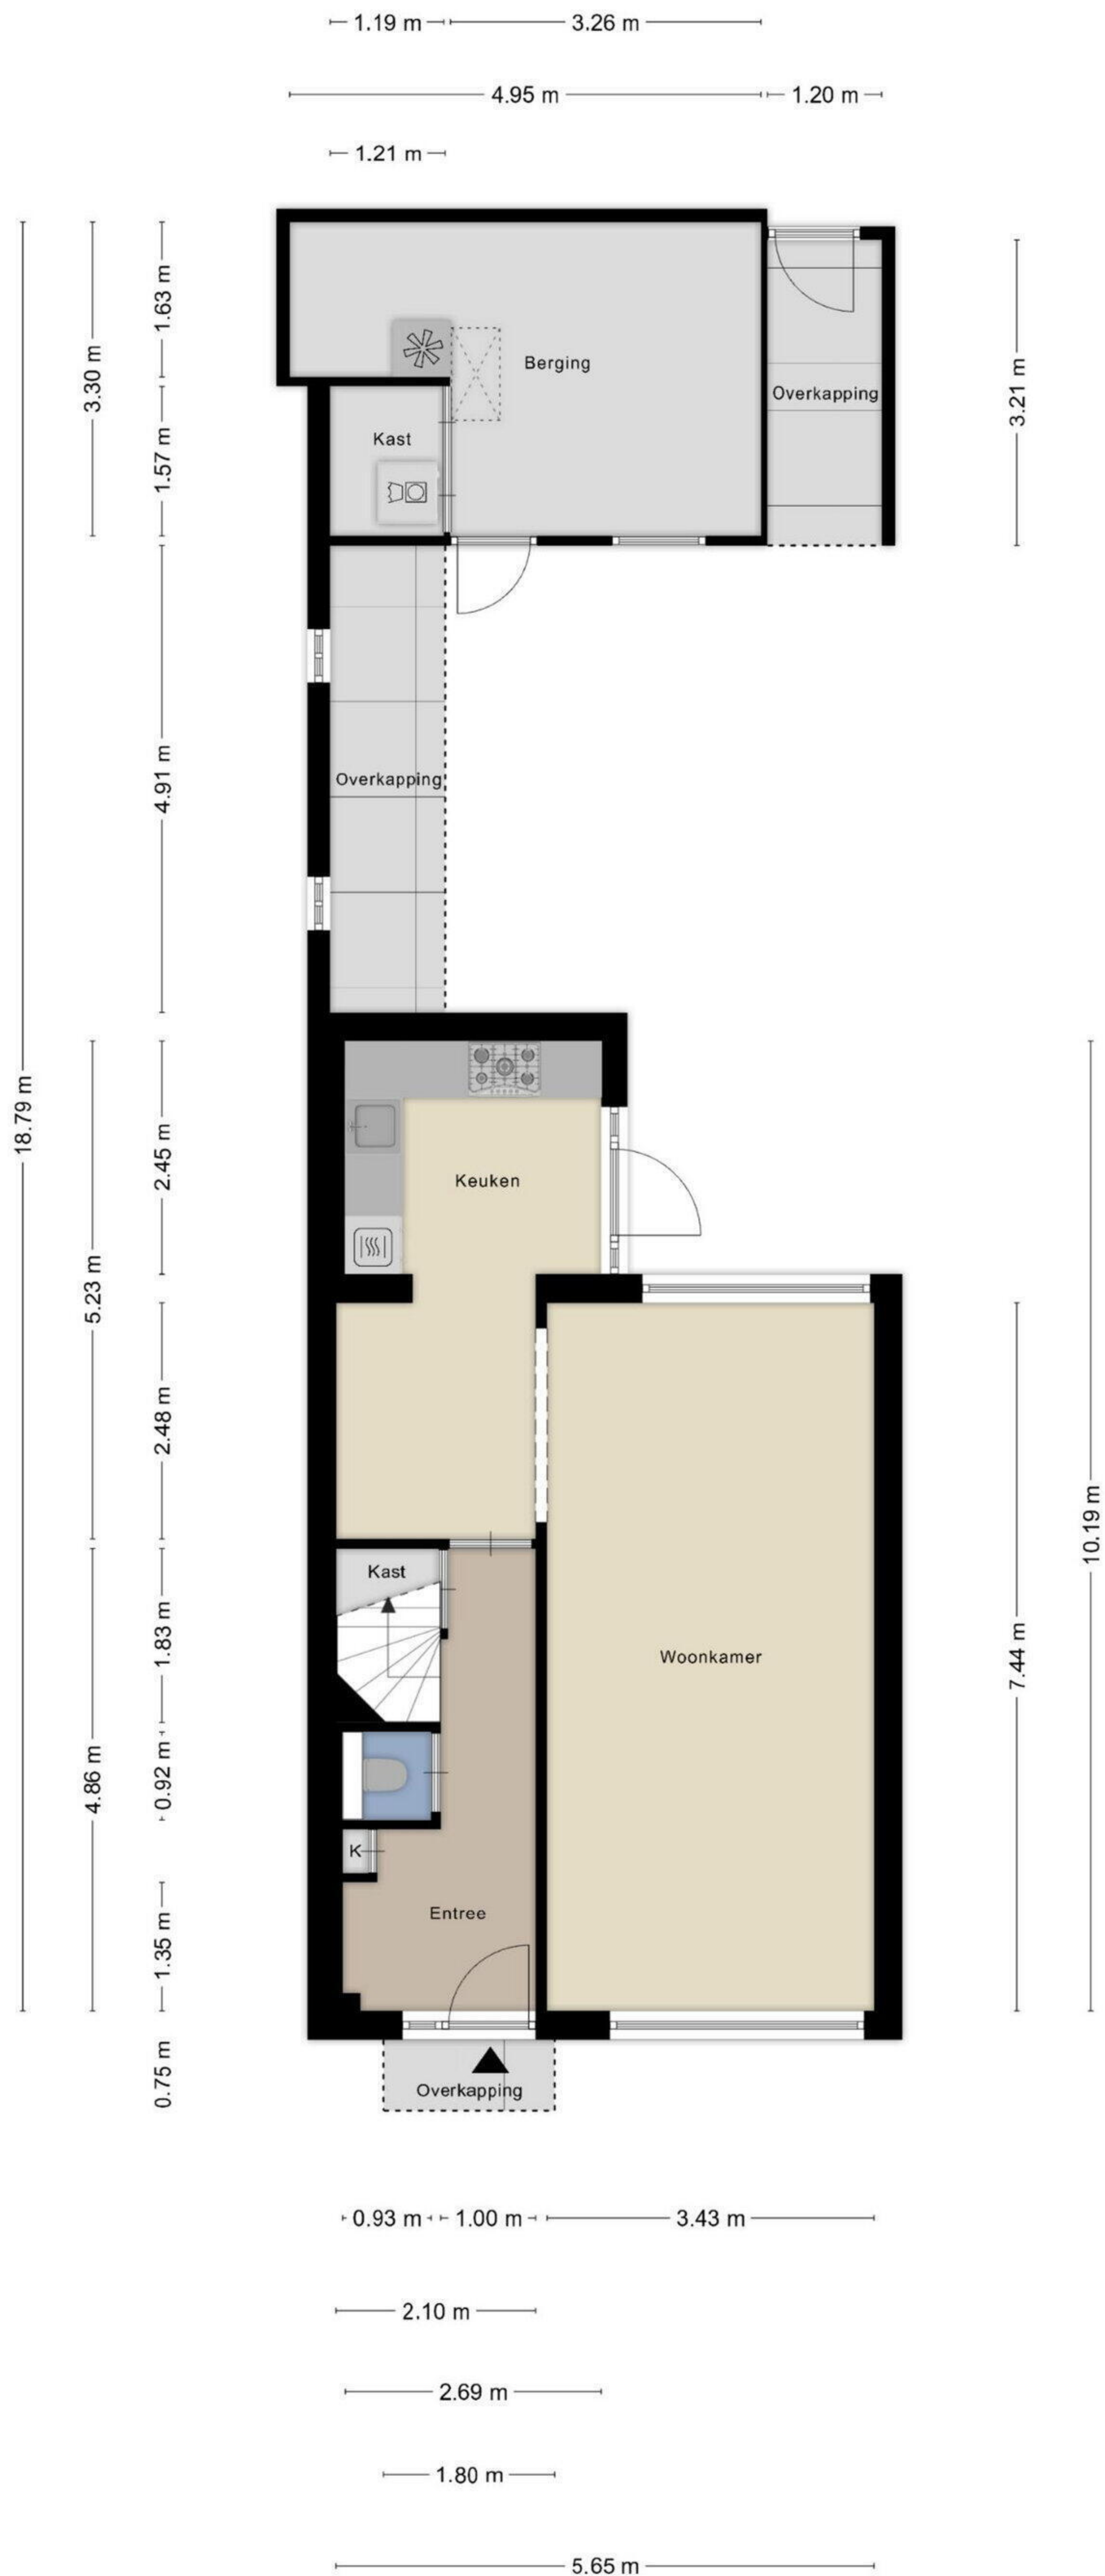 1.19 m 3.26 m
4.95 m 1.20 m
1.21 m
1.63 m
3.30 m
Berging
3.21 m
Overkapping
Kast
1.57 m
4.91 m
Overkapping
18.79 m
2.45 m
Keuken
5.23 m
2.48 m
10.19 m
Kast
1.83 m
Woonkamer
7.44 m
0.92 m
4.86 m
K
Entree
1.35 m
0.75 m
Overkapping
0.93 m 1.00 m 3.43 m
2.10 m
2.69 m
1.80 m
5.65 m